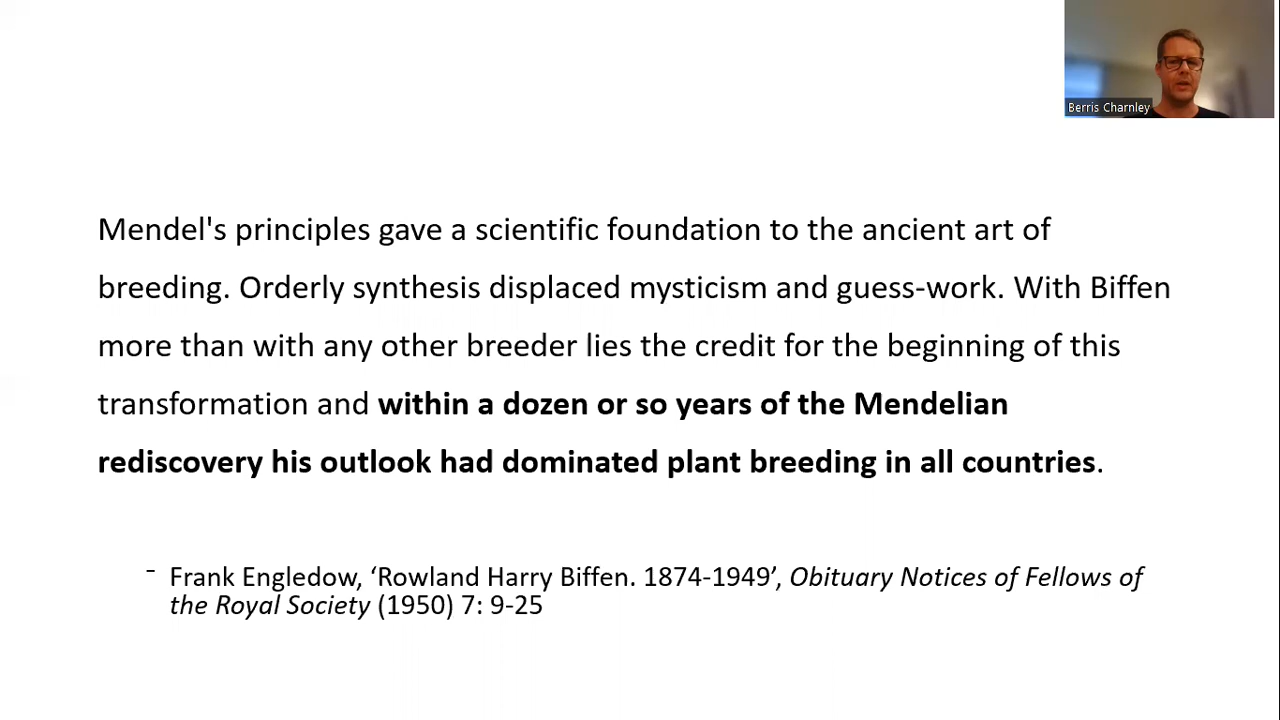 Berris Charnley
Mendel's principles gave a scientific foundation to the ancient art of
breeding. Orderly synthesis displaced mysticism and guess-work. With Biffen
more than with any other breeder lies the credit for the beginning of this
transformation and within a dozen or so years of the Mendelian
rediscovery his outlook had dominated plant breeding in all countries.
- Frank Engledow, ‘Rowland Harry Biffen. 1874-1949’, Obituary Notices of Fellows of
the Royal Society (1950) 7: 9-25